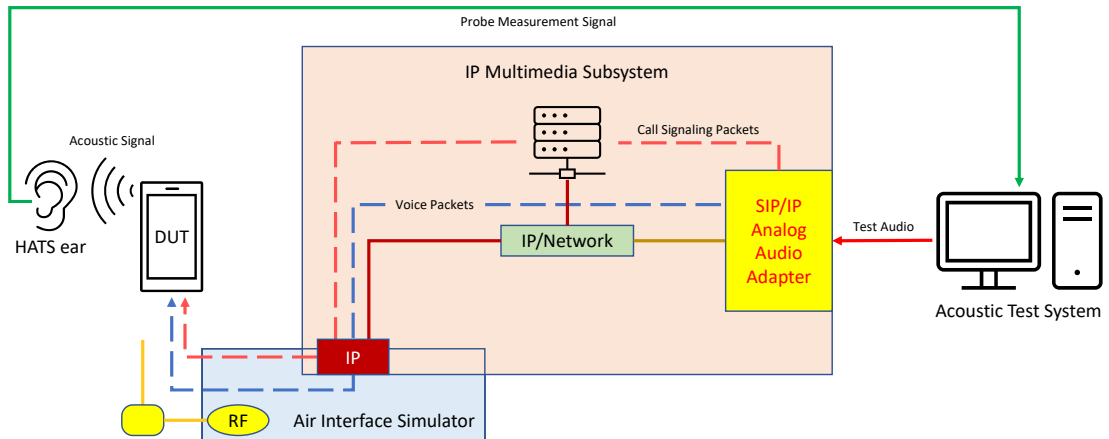 Probe Measurement Signal
IP Multimedia Subsystem
Acoustic Signal
Call Signaling Packets
DUT
HATS ear
Voice Packets
SIP/IP
Analog
Audio
Adapter
Test Audio
IP/Network
Acoustic Test System
IP
RF
Air Interface Simulator